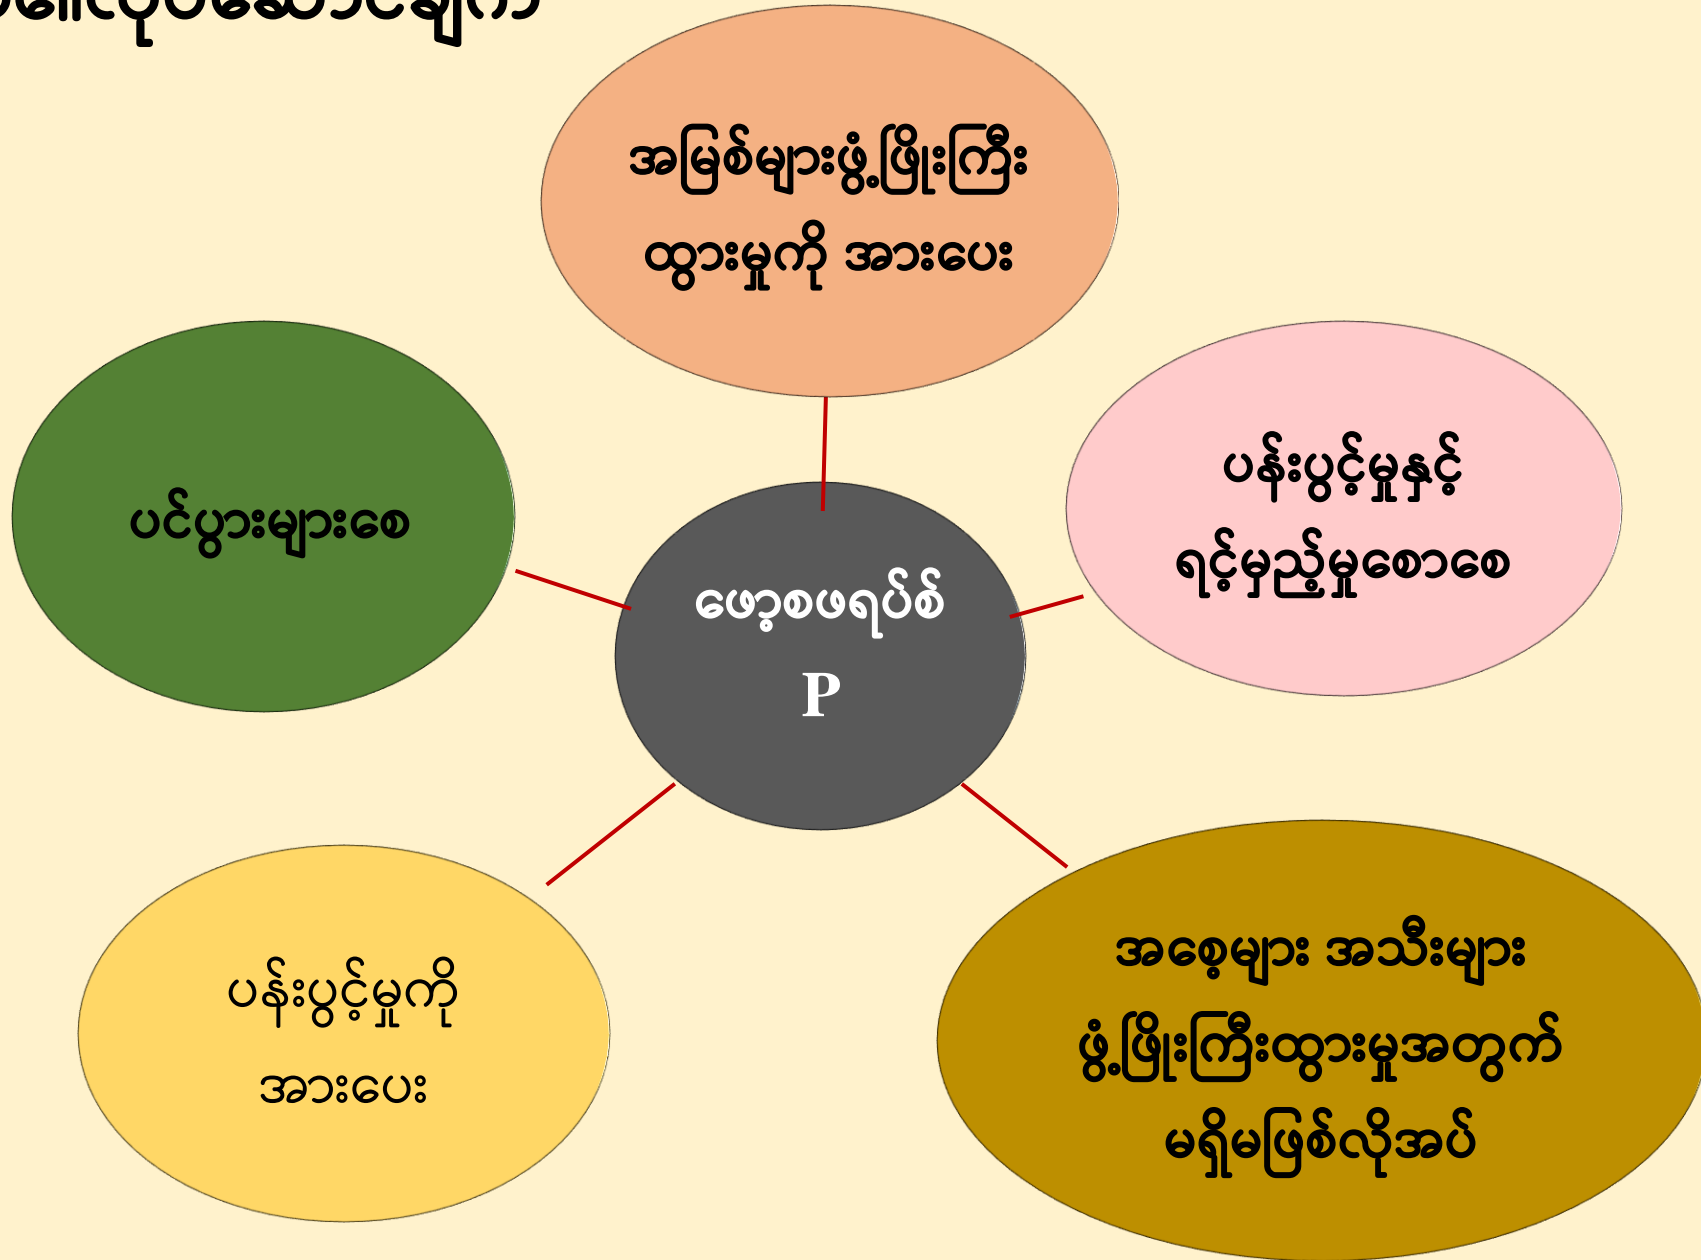 အမြစ်များဖွံ့ဖြိုးကြီး
ထွားမှုကို အားပေး
ပန်းပွင့်မှုနှင့်
ရင့်မှည့်မှုစောစေ
ပင်ပွားများစေ
ဖော့စဖရပ်စ်
P
ပန်းပွင့်မှုကို
အားပေး
အစေ့များ အသီးများ
ဖွံ့ဖြိုးကြီးထွားမှုအတွက်
မရှိမဖြစ်လိုအပ်